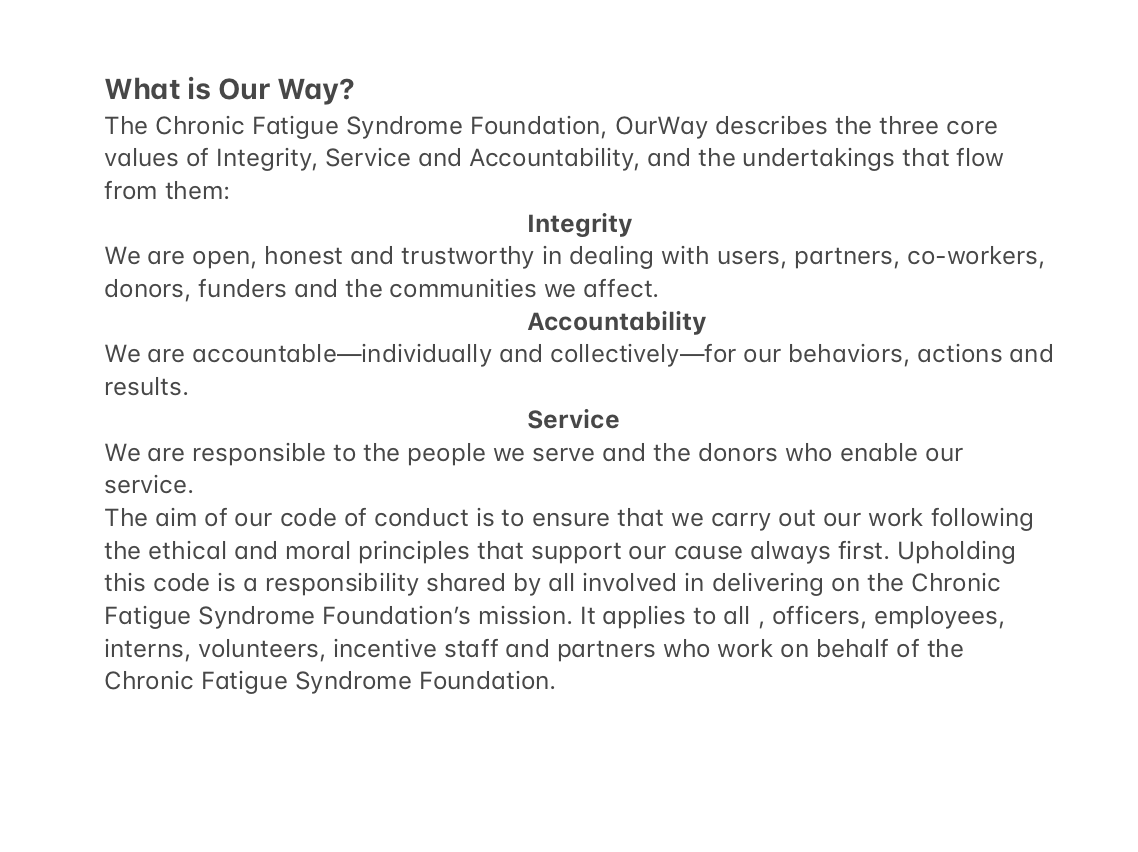 What is Our Way?
The Chronic Fatigue Syndrome Foundation, OurWay describes the three core
values of Integrity, Service and Accountability, and the undertakings that flow
from them:
Integrity
We are open, honest and trustworthy in dealing with users, partners, co-workers,
donors, funders and the communities we affect.
Accountability
We are accountable—individually and collectively—for our behaviors, actions and
results.
Service
We are responsible to the people we serve and the donors who enable our
service.
The aim of our code of conduct is to ensure that we carry out our work following
the ethical and moral principles that support our cause always first. Upholding
this code is a responsibility shared by all involved in delivering on the Chronic
Fatigue Syndrome Foundation’s mission. It applies to all , officers, employees,
interns, volunteers, incentive staff and partners who work on behalf of the
Chronic Fatigue Syndrome Foundation.